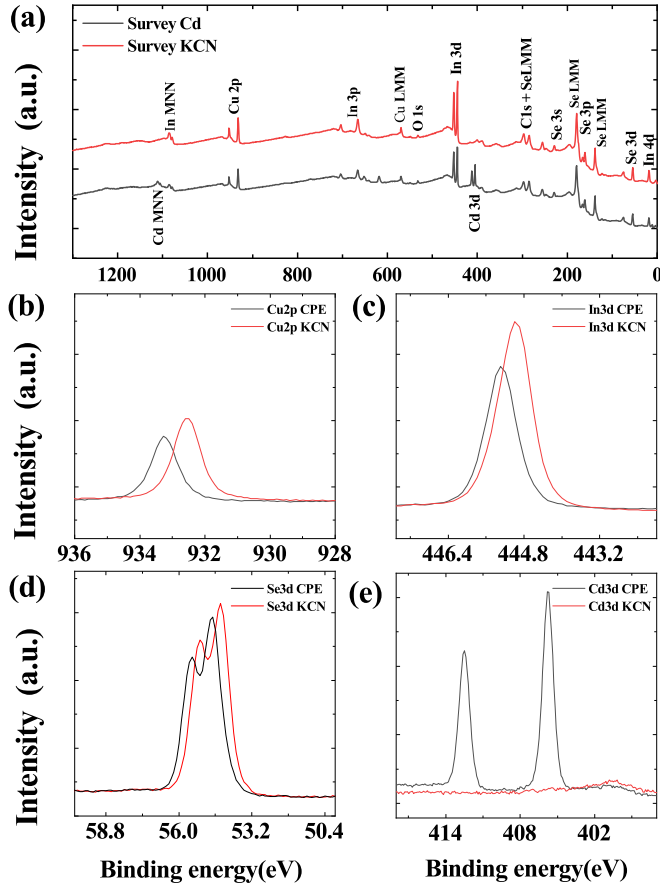 (a)
Survey Cd
Survey KCN
Intensity (a.u.)
In MNN
Cd MNN
Cu 2p
In 3p
Cu LMM
O 1s
In 3d
Cd 3d
C1s + SeLMM
Se 3s
Se LMM
Se 3p
Se LMM
Se 3d
In 4d
1200 1000 800 600 400 200 0
(b)
Cu2p CPE
Cu2p KCN
Intensity (a.u.)
936 934 932 930 928
(c)
In3d CPE
In3d KCN
446.4 444.8 443.2
(d)
Se3d CPE
Se3d KCN
Intensity (a.u.)
58.8 56.0 53.2 50.4
Binding energy(eV)
(e)
Cd3d CPE
Cd3d KCN
414 408 402
Binding energy(eV)